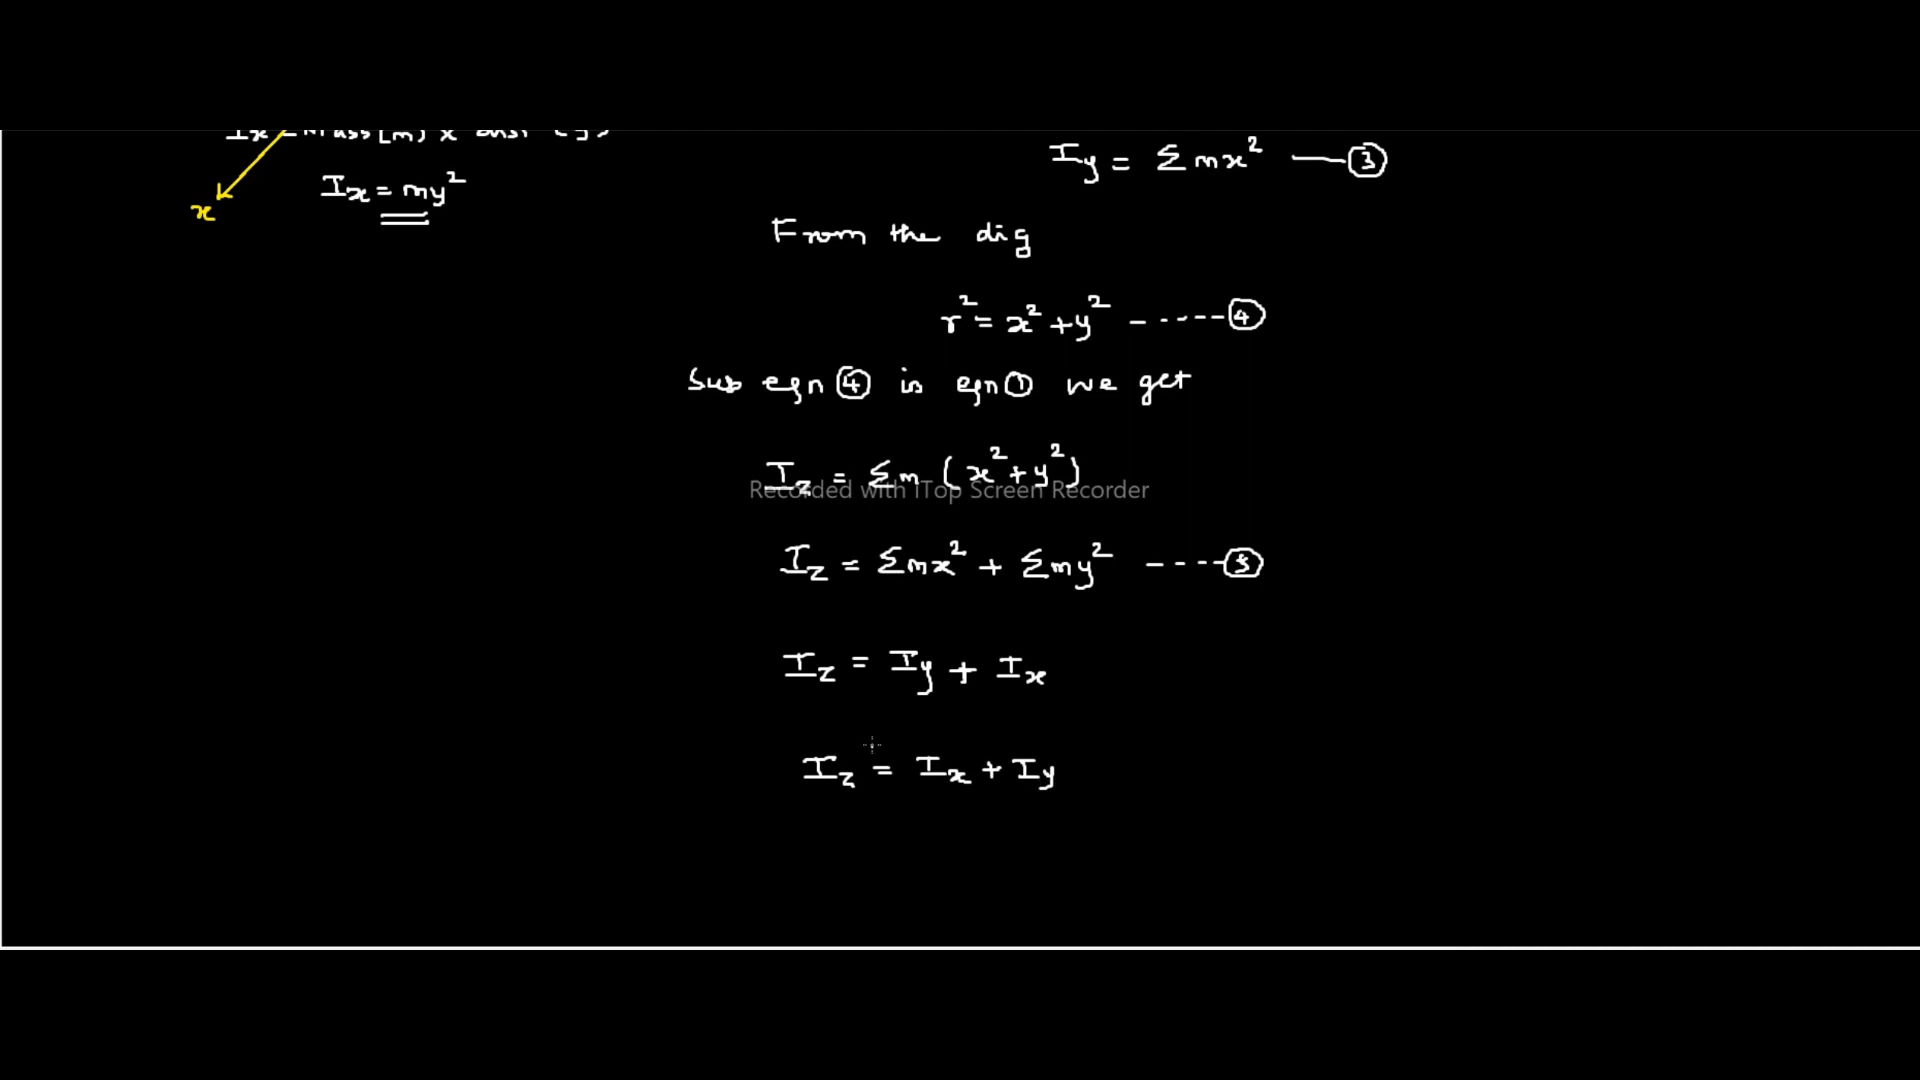 Ix = Mass[m) x
Ix = my²
x
Iy = Σmx² —— ③
From the dig
r² = x² + y² - ----- ④
Sub eqn ④ in eqn ① we get
Iz = Σm (x² + y²)
Recorded with iTop Screen Recorder
Iz = Σmx² + Σmy² - - - - ⑤
Iz = Iy + Ix
Iz = Ix + Iy